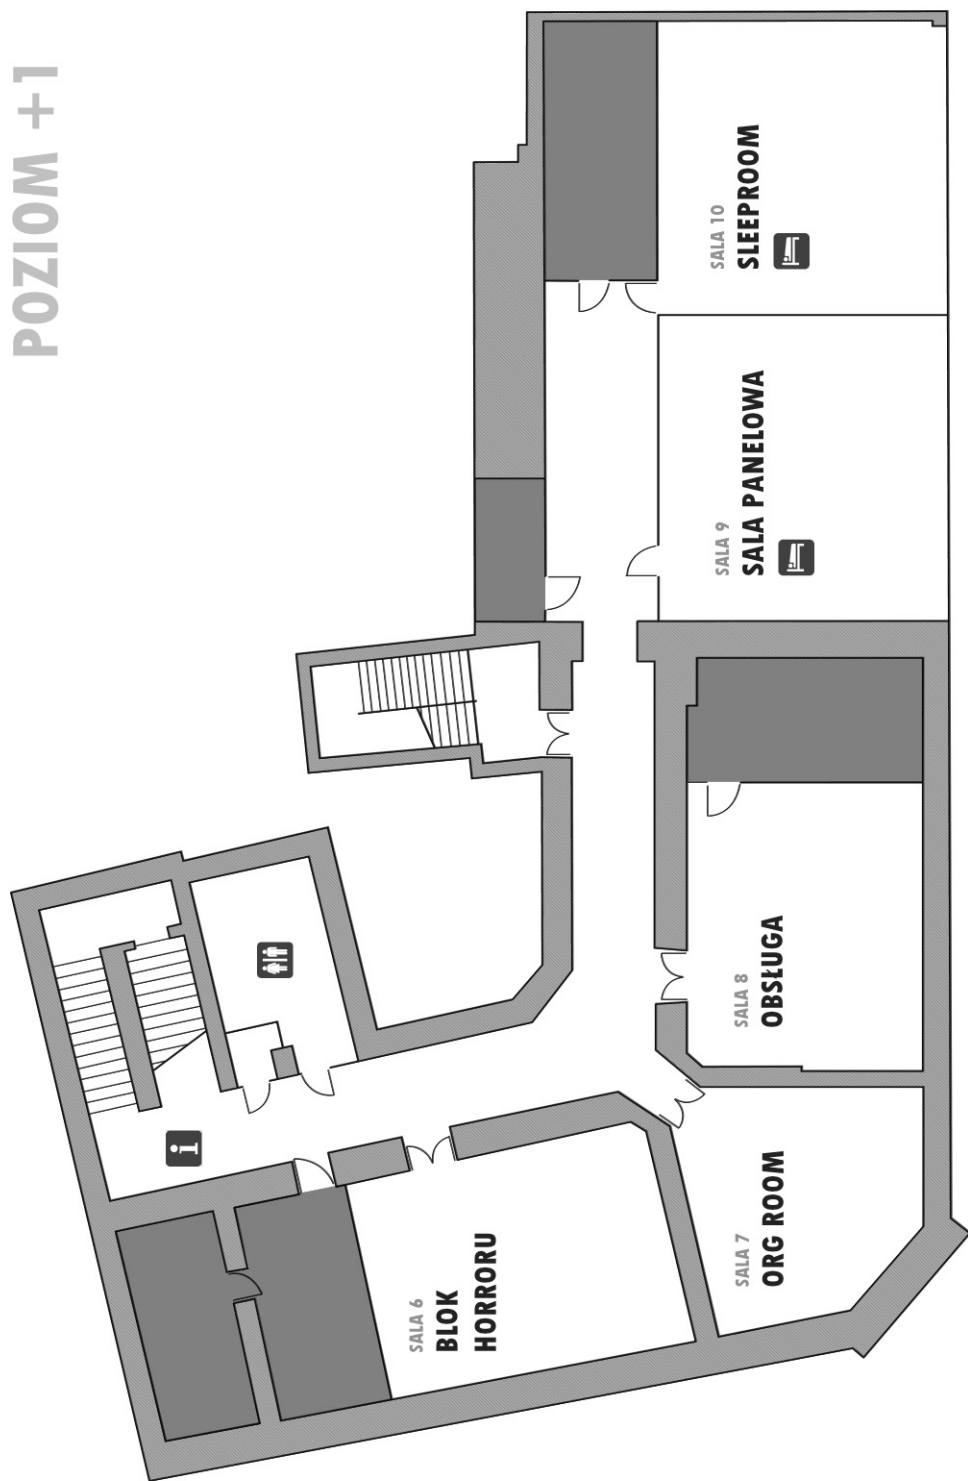 POZIOM +1
SALA 6
BLOK
HORRORU
SALA 7
ORG ROOM
SALA 8
OBSŁUGA
SALA 9
SALA PANELOWA
SALA 10
SLEEPROOM
i